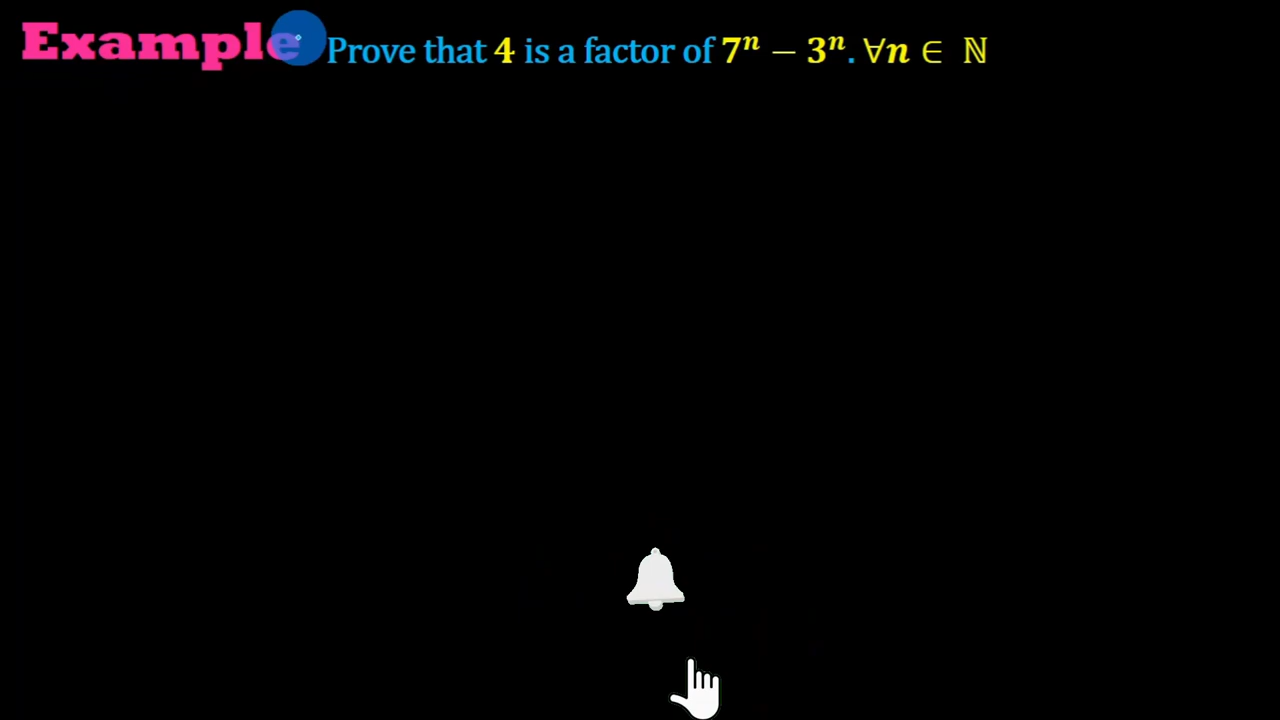 Example Prove that 4 is a factor of 7ⁿ − 3ⁿ. ∀n ∈ ℕ